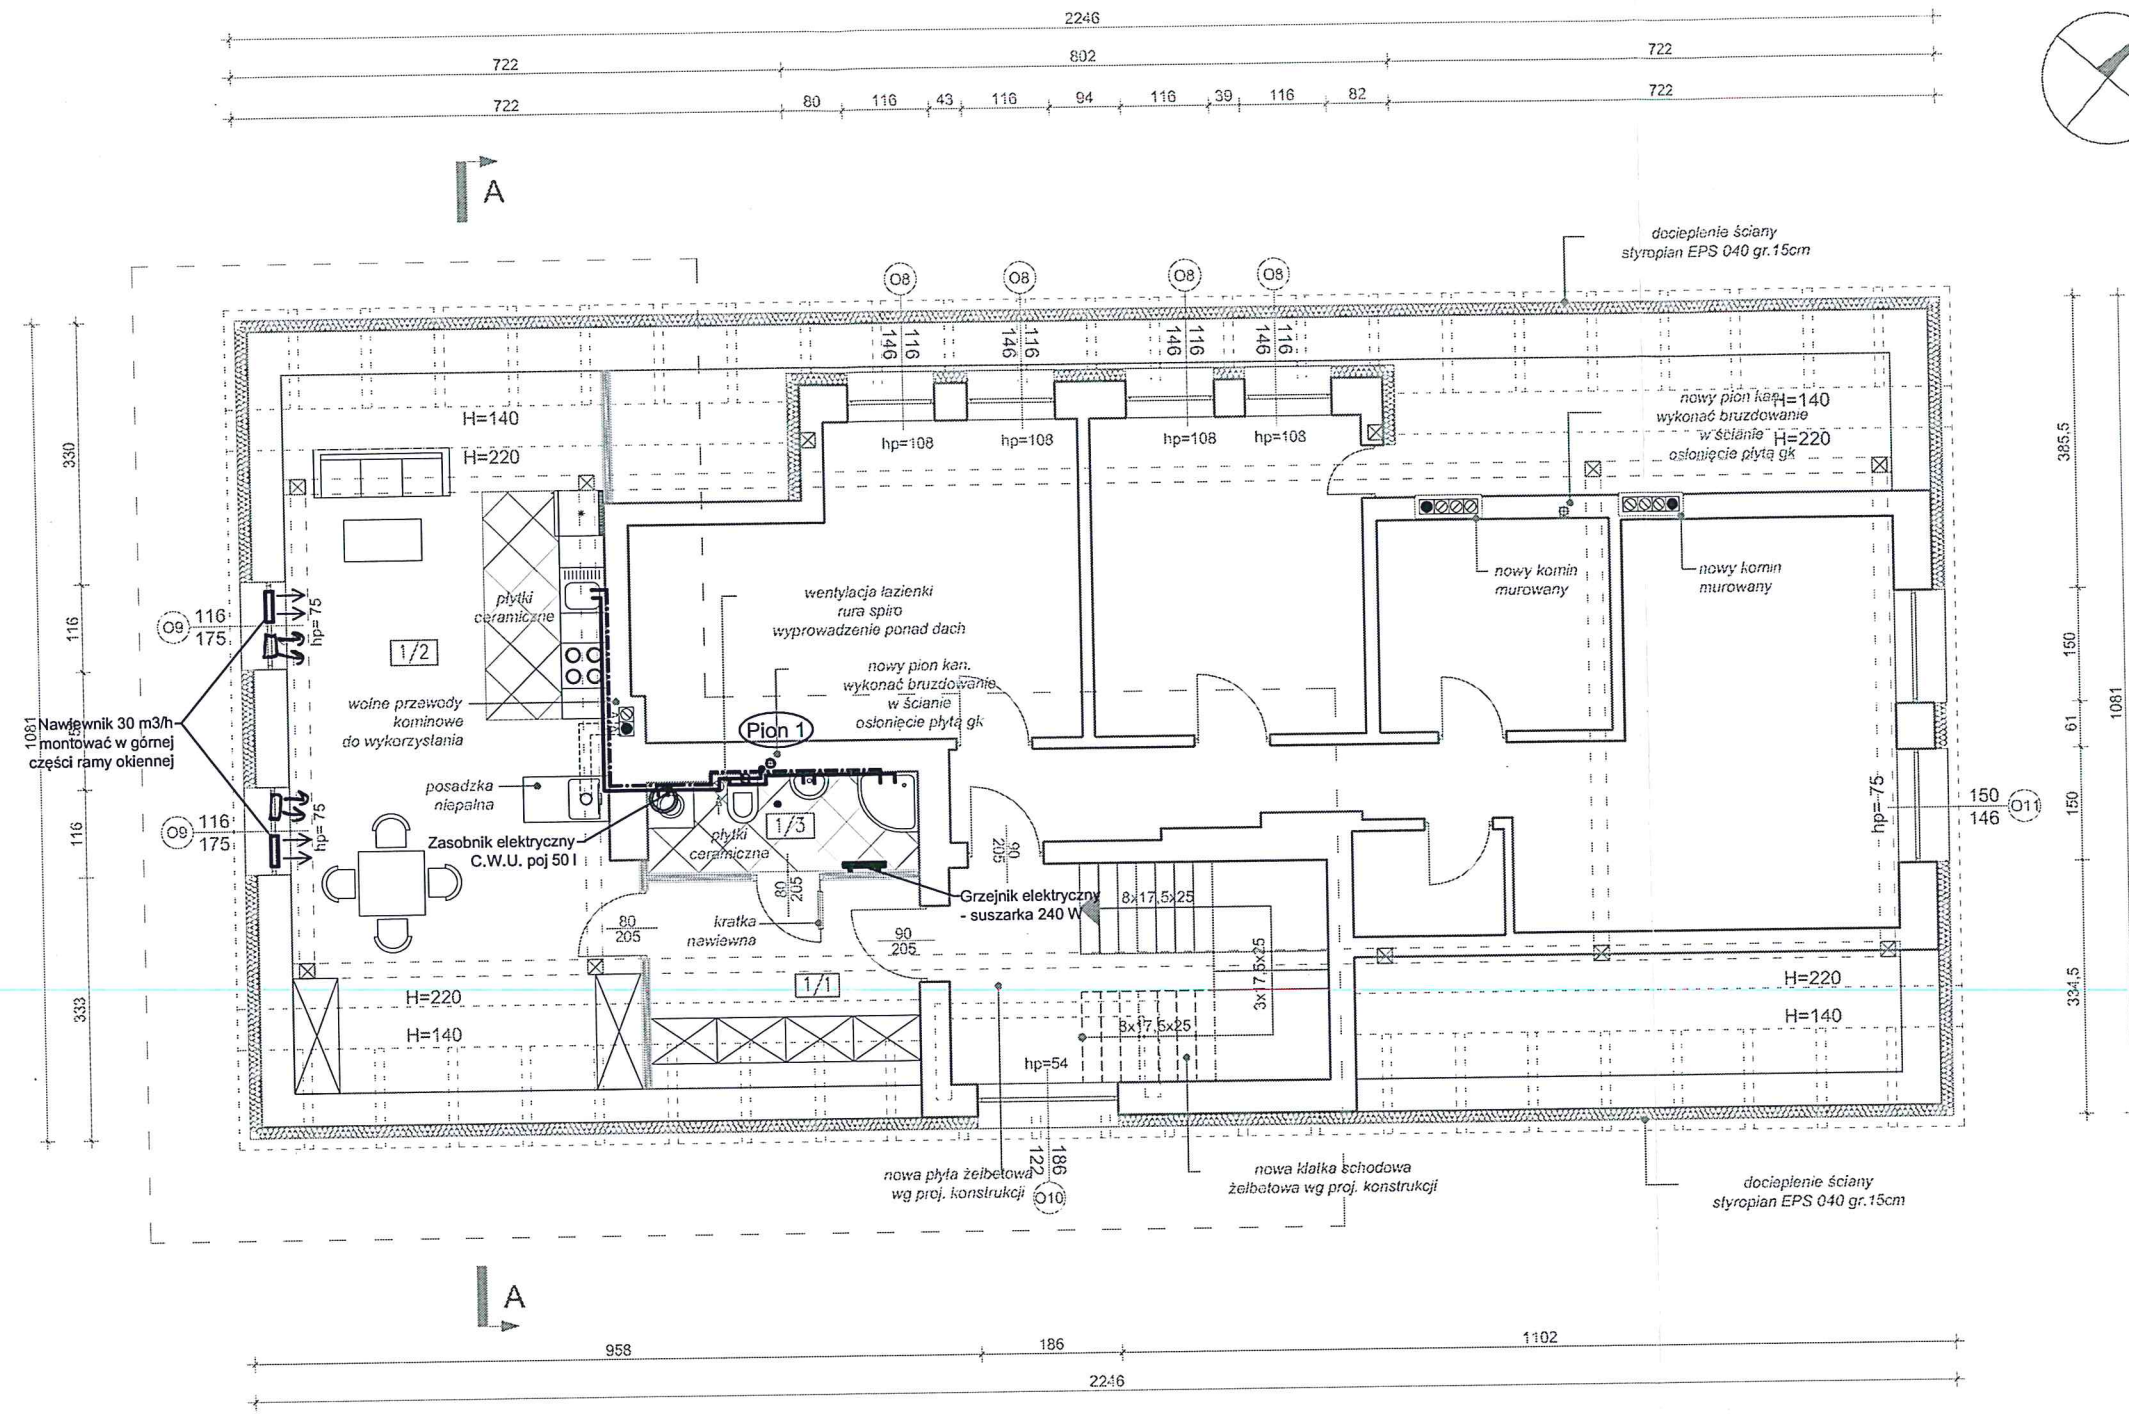 2246
722
802
722
722
80
116
43
116
94
116
39
116
82
722
A
docieplenie ściany
styropian EPS 040 gr.15cm
O8
O8
O8
O8
116
146
116
146
116
146
116
146
hp=108
hp=108
hp=108
hp=108
H=140
H=220
nowy pion kan.
wykonać bruzdowanie
w ścianie
osłonięcie płytą gk
H=140
H=220
330
116
116
333
1081
385,5
150
61
150
334,5
1081
nowy komin
murowany
nowy komin
murowany
płytki
ceramiczne
wentylacja łazienki
rura spiro
wyprowadzenie ponad dach
O9
116
175
hp=75
1/2
nowy pion kan.
wykonać bruzdowanie
w ścianie
osłonięcie płytą gk
wolne przewody
kominowe
do wykorzystania
Pion 1
Nawiewnik 30 m3/h
montować w górnej
części ramy okiennej
posadzka
niepalna
O9
116
175
hp=75
Zasobnik elektryczny
C.W.U. poj 50 l
płytki
ceramiczne
1/3
hp=75
150
146
O11
90
205
80
205
Grzejnik elektryczny
- suszarka 240 W
8x17,5x25
80
205
kratka
nawiewna
90
205
3x17,5x25
1/1
H=220
H=140
8x17,5x25
hp=54
H=220
H=140
nowa płyta żelbetowa
wg proj. konstrukcji
186
122
O10
nowa klatka schodowa
żelbetowa wg proj. konstrukcji
docieplenie ściany
styropian EPS 040 gr.15cm
A
958
186
1102
2246